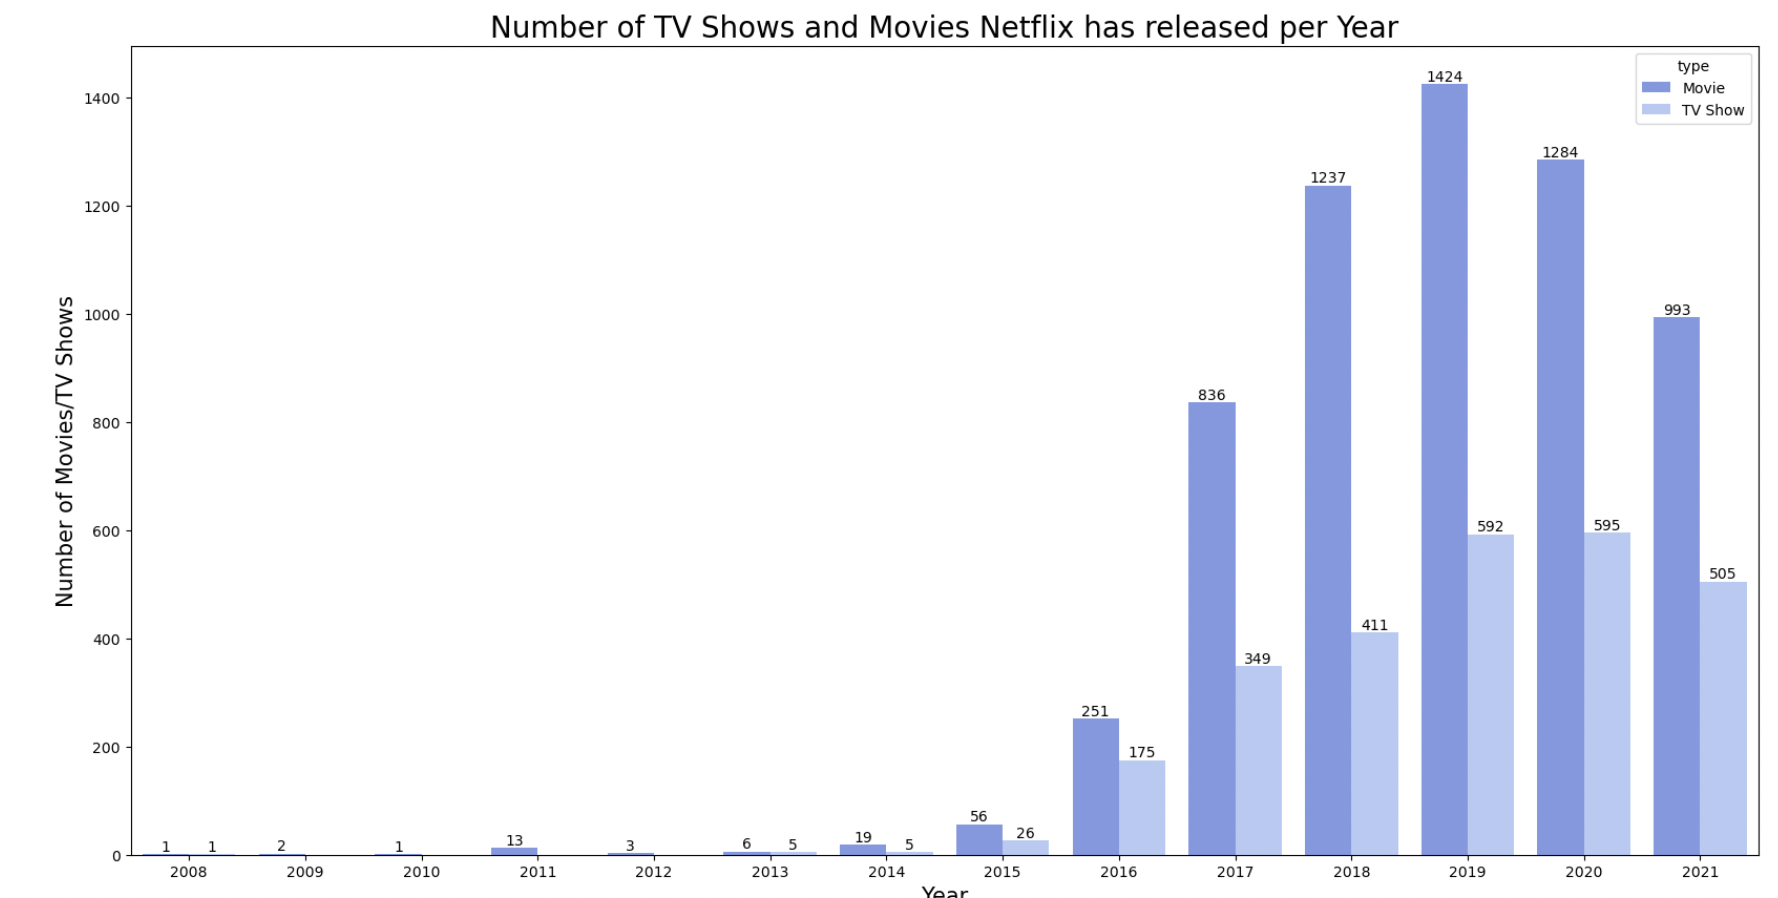 Number of TV Shows and Movies Netflix has released per Year
type
Movie
TV Show
Number of Movies/TV Shows
1400
1200
1000
800
600
400
200
0
1 1 2 1 13 3 6 5 19 5 56 26 251 175 836 349 1237 411 1424 592 1284 595 993 505
2008 2009 2010 2011 2012 2013 2014 2015 2016 2017 2018 2019 2020 2021
Year